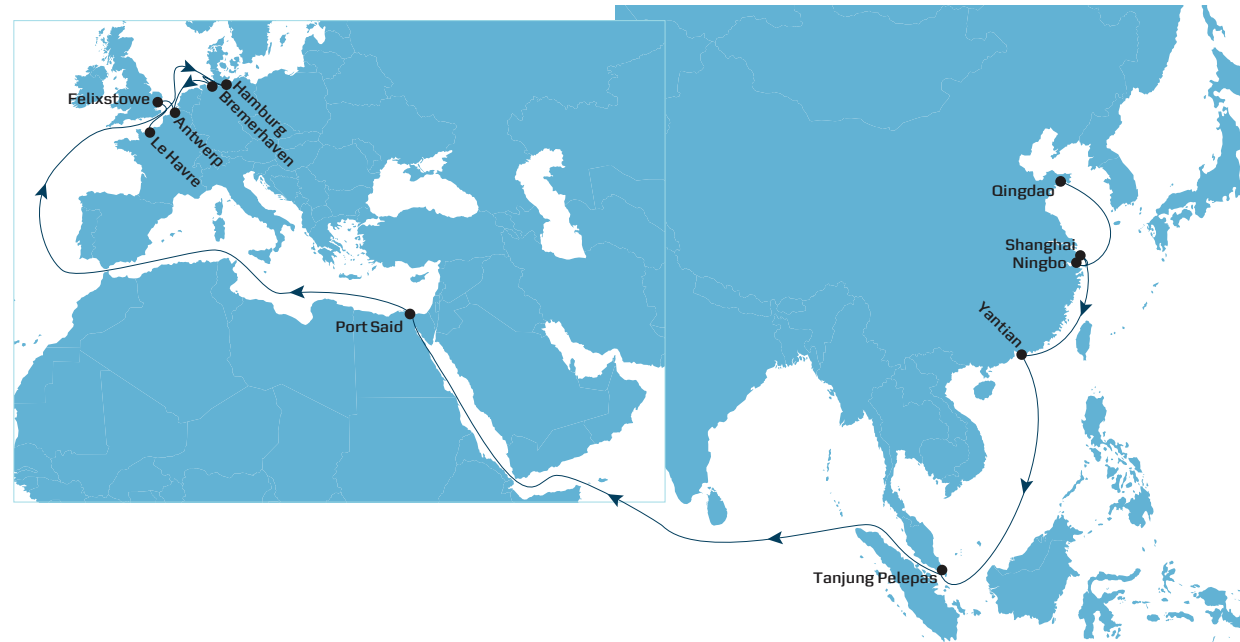 Felixstowe
Hamburg
Bremerhaven
Antwerp
Le Havre
Port Said
Qingdao
Shanghai
Ningbo
Yantian
Tanjung Pelepas